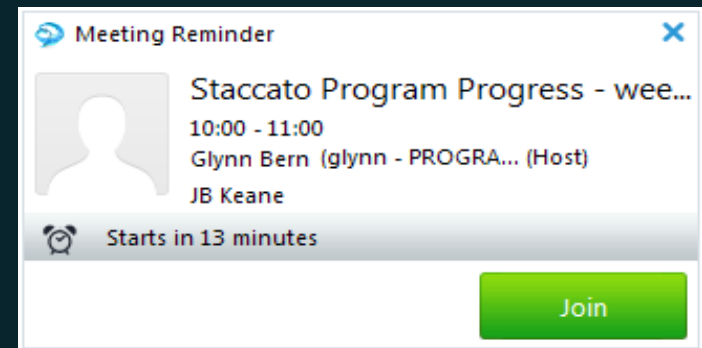 Meeting Reminder
Staccato Program Progress - wee...
10:00 - 11:00
Glynn Bern (glynn - PROGRA... (Host)
JB Keane
Starts in 13 minutes
Join